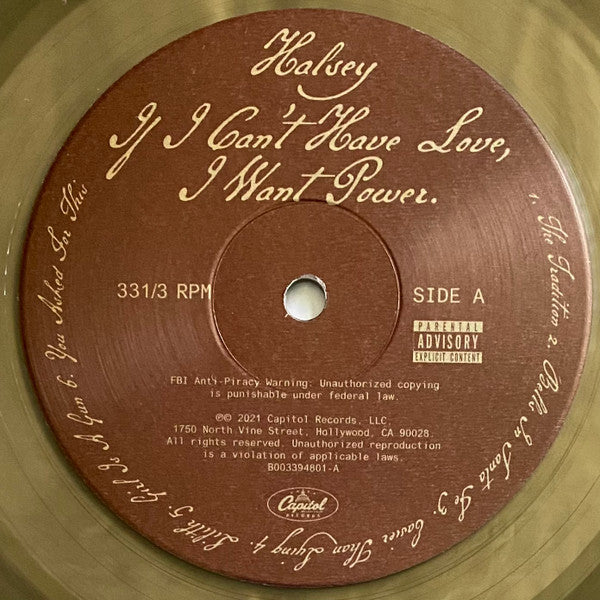 Halsey
If I Can't Have Love,
I Want Power.
331/3 RPM
SIDE A
PARENTAL
ADVISORY
EXPLICIT CONTENT
FBI Anti-Piracy Warning: Unauthorized copying
is punishable under federal law.
℗© 2021 Capitol Records, LLC.
1750 North Vine Street, Hollywood, CA 90028.
All rights reserved. Unauthorized reproduction
is a violation of applicable laws.
B003394801-A
Capitol
RECORDS
1. The Tradition 2. Bells In Santa Fe 3. Easier Than Lying 4. Lilith 5. Girl Is A Gun 6. You Asked For This